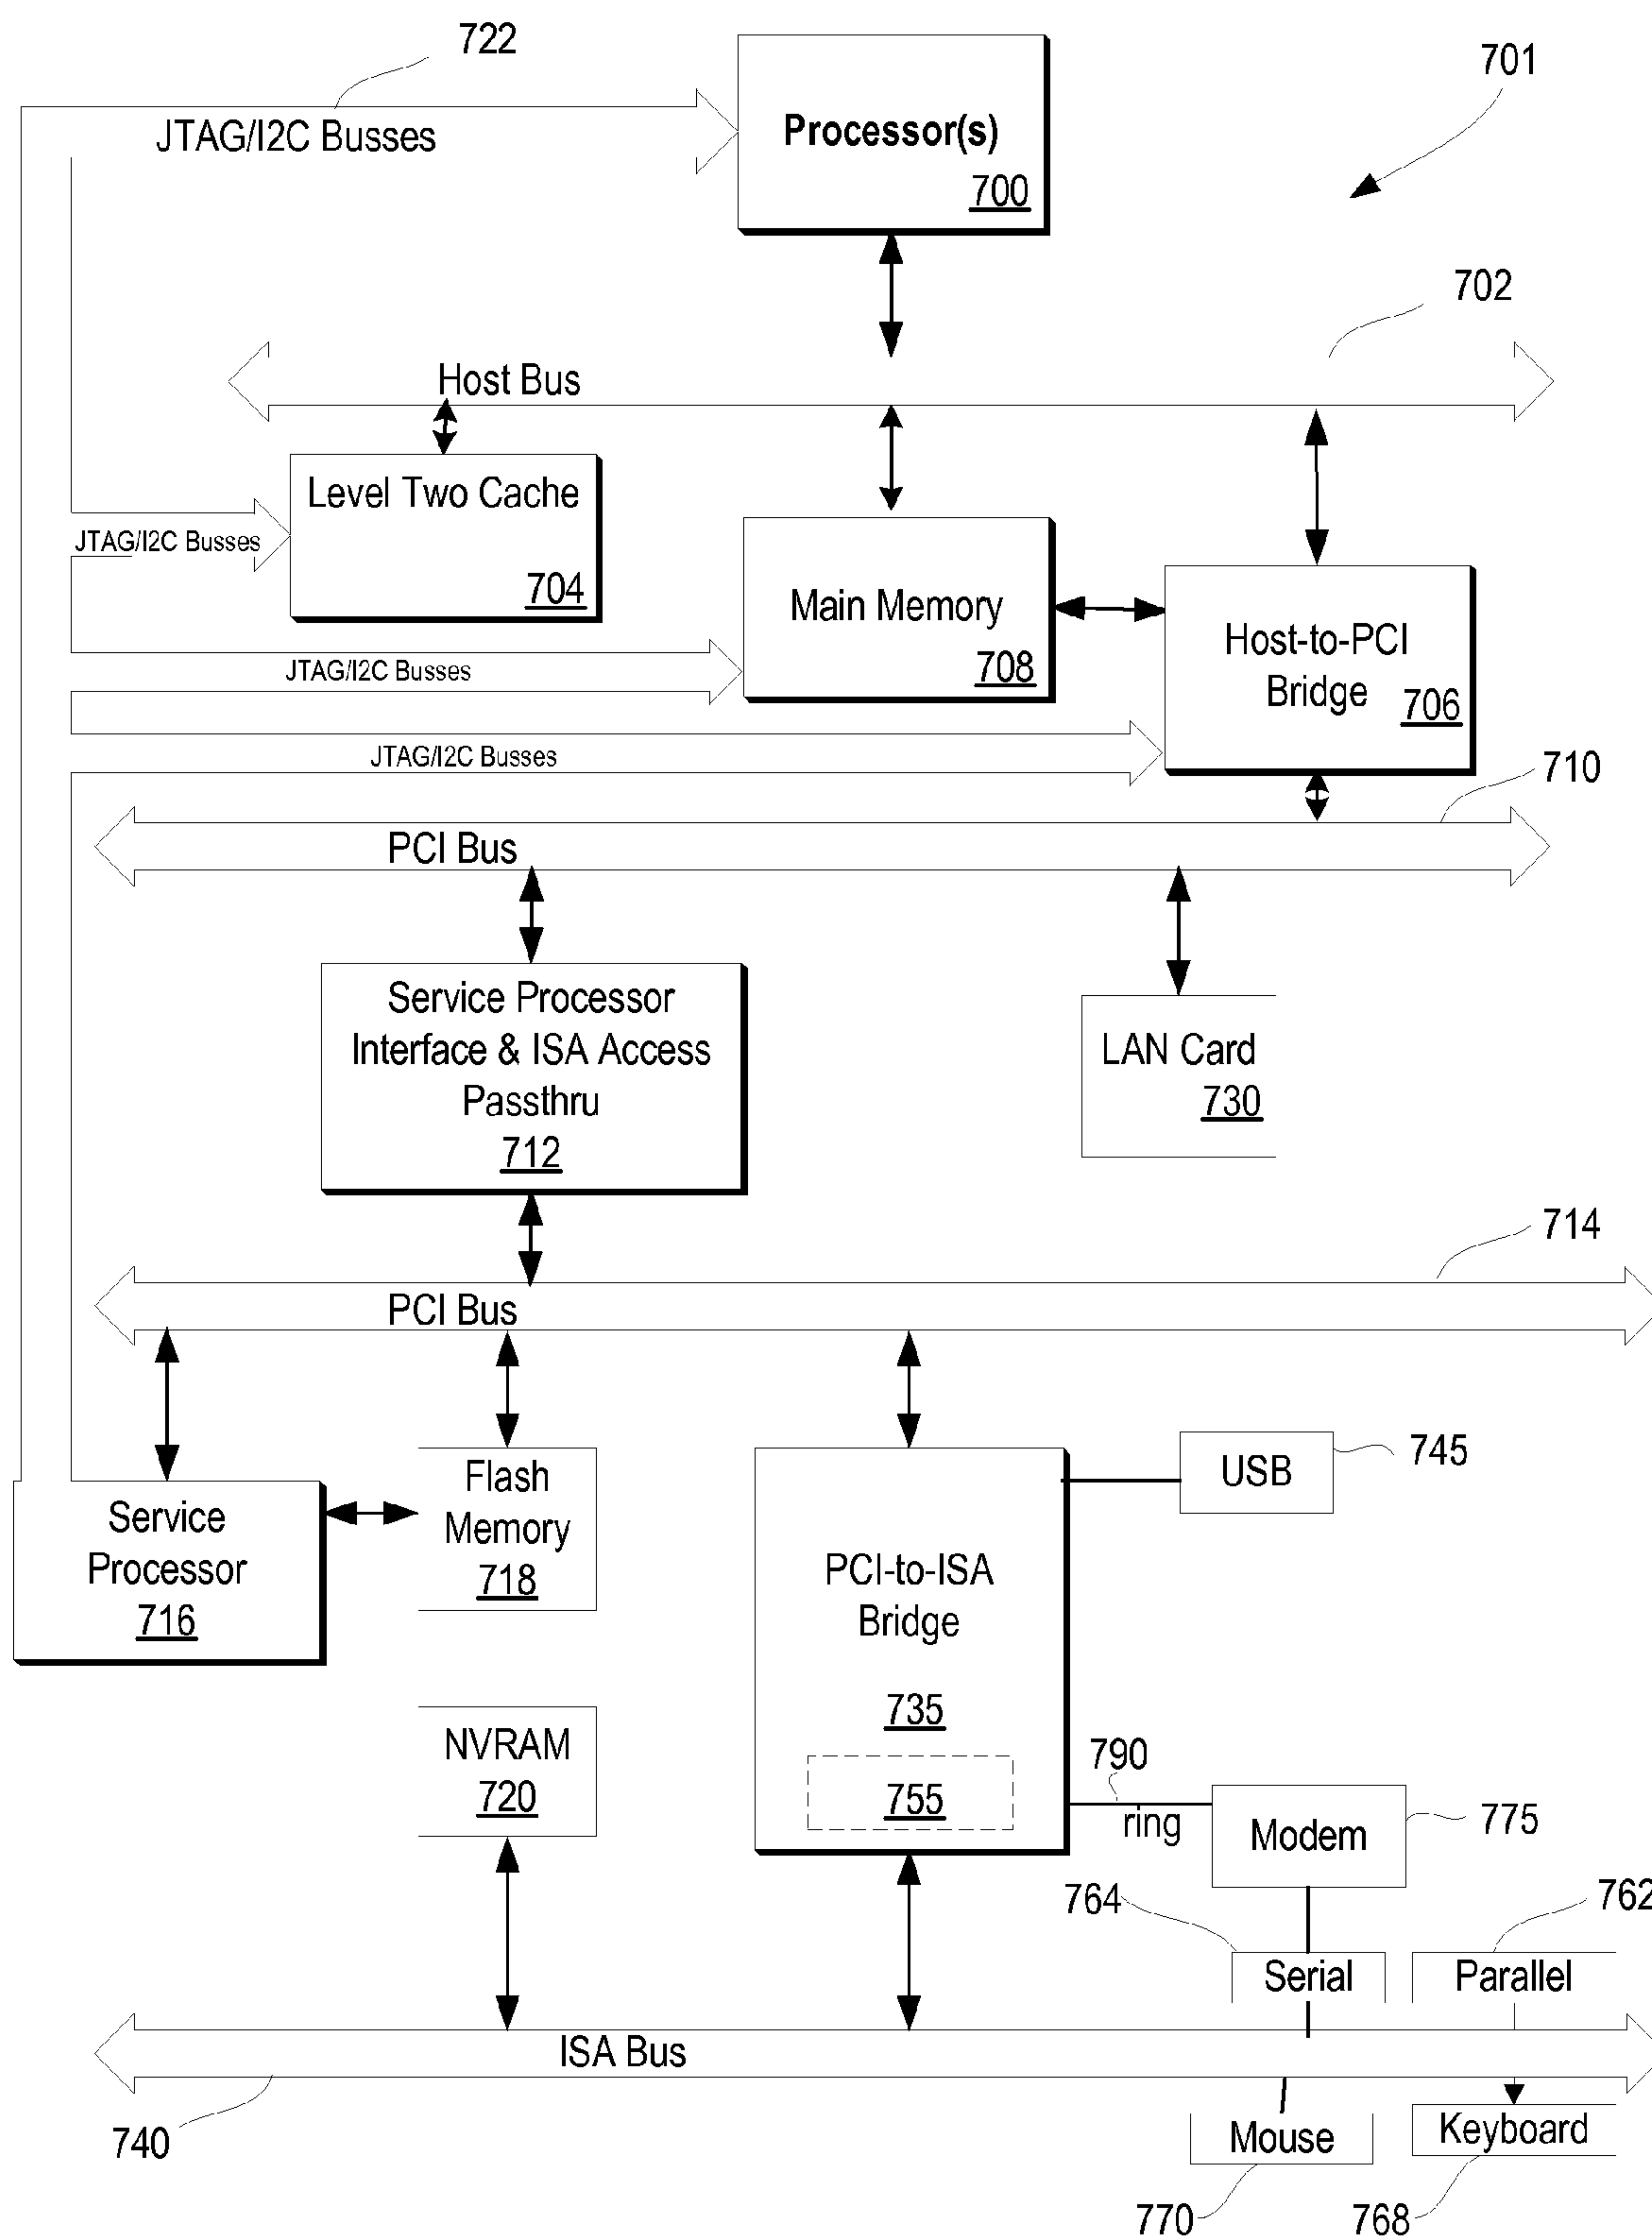 722
701
JTAG/I2C Busses
Processor(s)
700
702
Host Bus
Level Two Cache
704
JTAG/I2C Busses
Main Memory
708
Host-to-PCI
Bridge
706
JTAG/I2C Busses
JTAG/I2C Busses
710
PCI Bus
Service Processor
Interface & ISA Access
Passthru
712
LAN Card
730
714
PCI Bus
Service
Processor
716
Flash
Memory
718
USB
745
PCI-to-ISA
Bridge
735
755
NVRAM
720
790
ring
Modem
775
764
762
Serial
Parallel
ISA Bus
740
Mouse
Keyboard
770
768